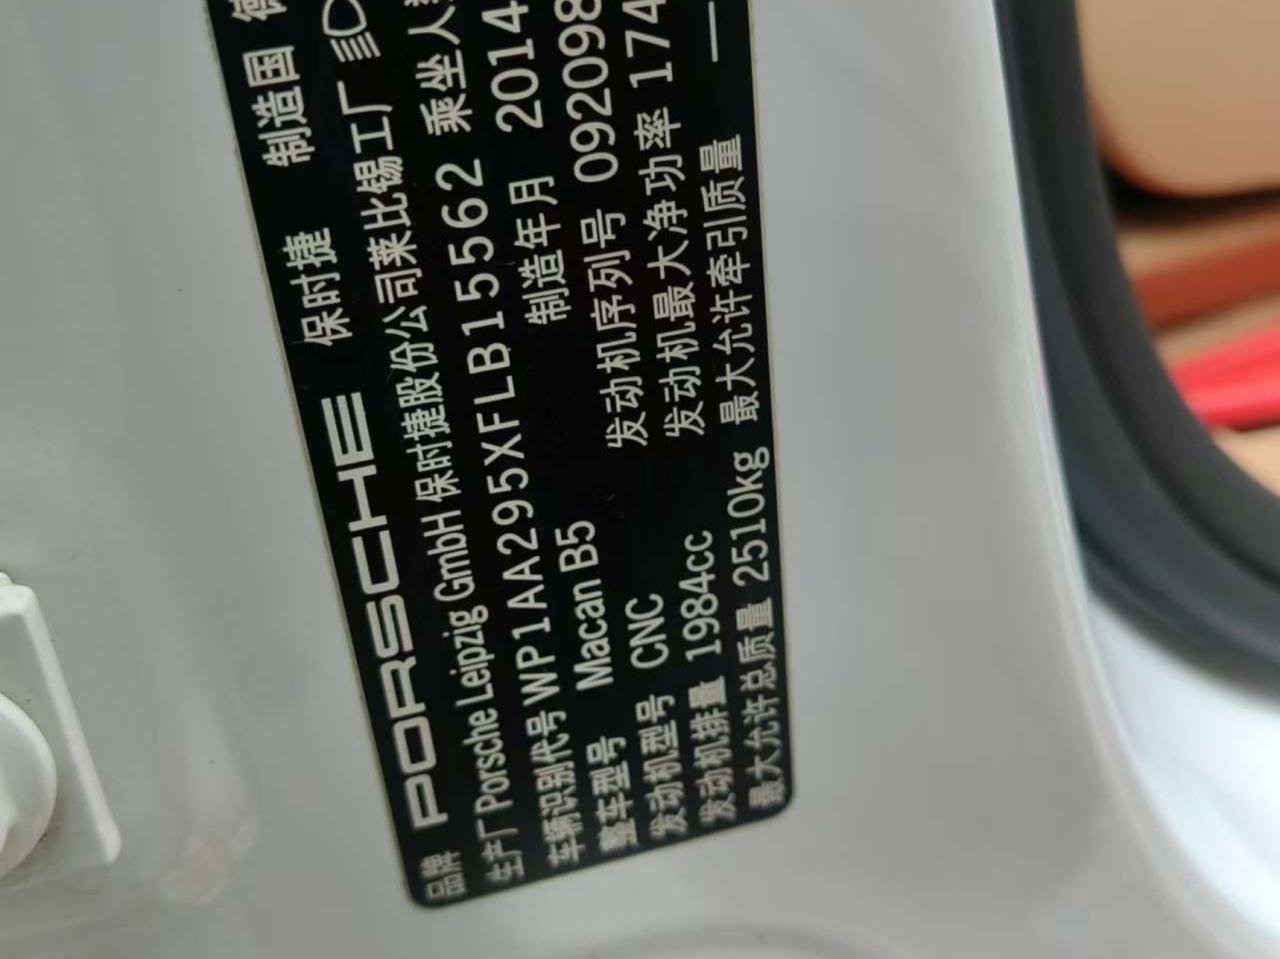 品牌 PORSCHE 保时捷 制造国
生产厂 Porsche Leipzig GmbH 保时捷股份公司莱比锡工厂
车辆识别代号 WP1AA295XFLB15562 乘坐人
整车型号 Macan B5 制造年月 2014
发动机型号 CNC 发动机序列号 092098
发动机排量 1984cc 发动机最大净功率 174
最大允许总质量 2510kg 最大允许牵引质量 —